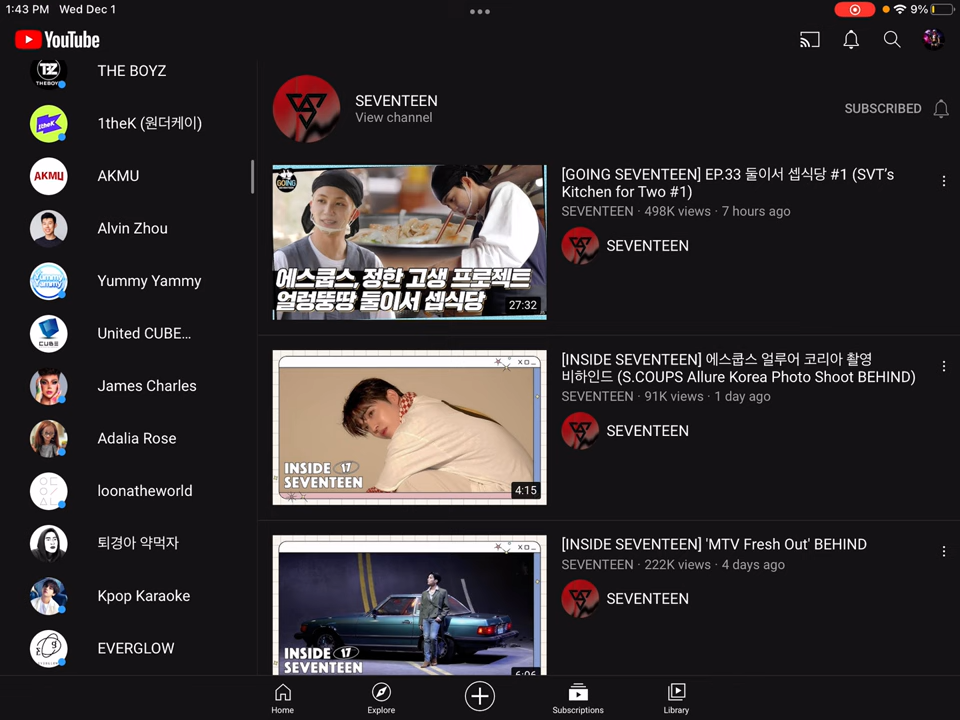 1:43 PM Wed Dec 1
9%
YouTube
THE BOYZ
1theK (원더케이)
AKMU
AKMU
Alvin Zhou
Yummy Yammy
Yummy Yammy
CUBE
United CUBE...
James Charles
Adalia Rose
loonatheworld
퇴경아 약먹자
Kpop Karaoke
EVERGLOW
SEVENTEEN
View channel
SUBSCRIBED
GOING
에스쿱스, 정한 고생 프로젝트
얼렁뚱땅 둘이서 셉식당
27:32
[GOING SEVENTEEN] EP.33 둘이서 셉식당 #1 (SVT’s
Kitchen for Two #1)
SEVENTEEN · 498K views · 7 hours ago
SEVENTEEN
INSIDE 17
SEVENTEEN
4:15
[INSIDE SEVENTEEN] 에스쿱스 얼루어 코리아 촬영
비하인드 (S.COUPS Allure Korea Photo Shoot BEHIND)
SEVENTEEN · 91K views · 1 day ago
SEVENTEEN
INSIDE 17
SEVENTEEN
[INSIDE SEVENTEEN] 'MTV Fresh Out' BEHIND
SEVENTEEN · 222K views · 4 days ago
SEVENTEEN
Home
Explore
Subscriptions
Library